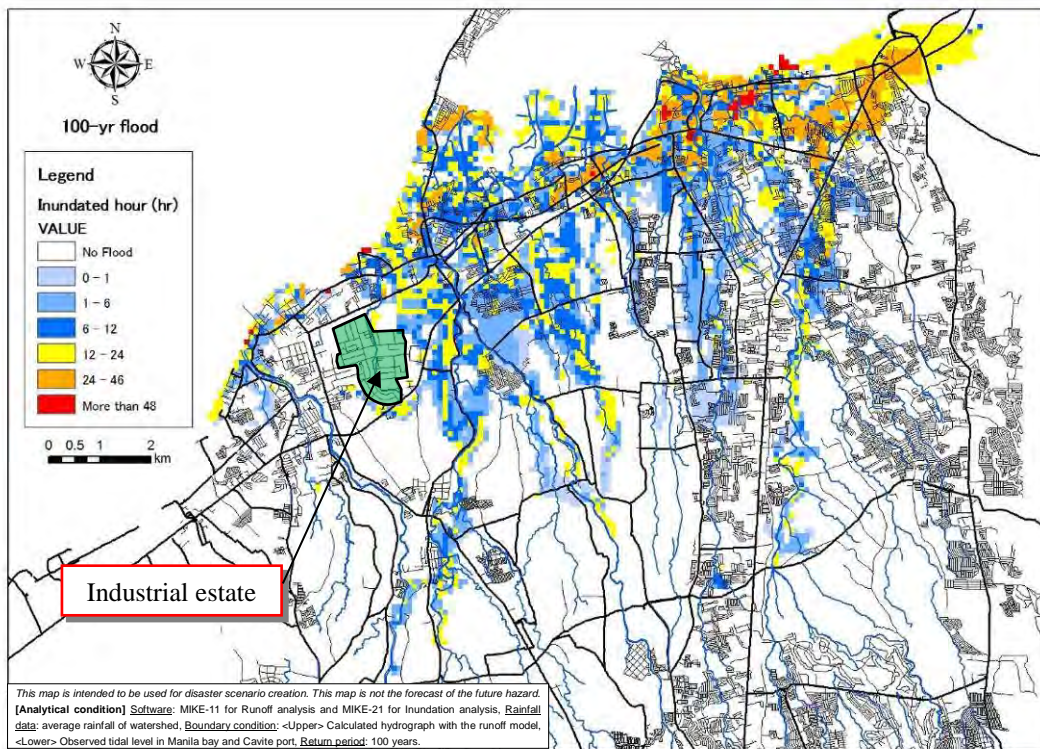 N
W E
S
100-yr flood
Legend
Inundated hour (hr)
VALUE
No Flood
0 - 1
1 - 6
6 - 12
12 - 24
24 - 46
More than 48
0 0.5 1 2
km
Industrial estate
This map is intended to be used for disaster scenario creation. This map is not the forecast of the future hazard.
[Analytical condition] Software: MIKE-11 for Runoff analysis and MIKE-21 for Inundation analysis, Rainfall
data: average rainfall of watershed, Boundary condition: <Upper> Calculated hydrograph with the runoff model,
<Lower> Observed tidal level in Manila bay and Cavite port, Return period: 100 years.